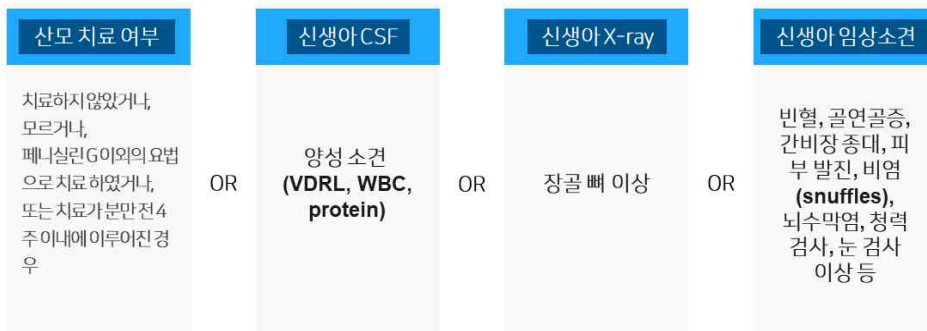 산모 치료 여부
치료하지 않았거나,
모르거나,
페니실린 G 이외의 요법
으로 치료 하였거나,
또는 치료가 분만 전 4
주 이내에 이루어진 경
우
OR
신생아 CSF
양성 소견
(VDRL, WBC,
protein)
OR
신생아 X-ray
장골 뼈 이상
OR
신생아 임상소견
빈혈, 골연골증,
간비장 종대, 피
부 발진, 비염
(snuffles),
뇌수막염, 청력
검사, 눈 검사
이상 등